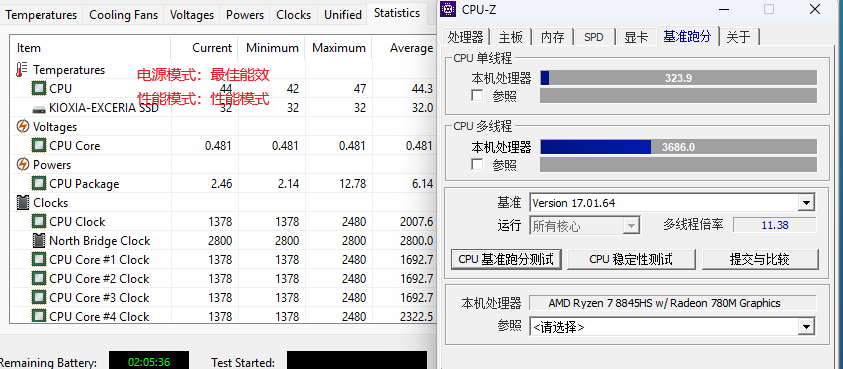 Temperatures Cooling Fans Voltages Powers Clocks Unified Statistics
Item Current Minimum Maximum Average
Temperatures
电源模式：最佳能效
CPU 44 42 47 44.3
性能模式：性能模式
KIOXIA-EXCERIA SSD 32 32 32 32.0
Voltages
CPU Core 0.481 0.481 0.481 0.481
Powers
CPU Package 2.46 2.14 12.78 6.14
Clocks
CPU Clock 1378 1378 2480 2007.6
North Bridge Clock 2800 2800 2800 2800.0
CPU Core #1 Clock 1378 1378 2480 1692.7
CPU Core #2 Clock 1378 1378 2480 1692.7
CPU Core #3 Clock 1378 1378 2480 1692.7
CPU Core #4 Clock 1378 1378 2480 2322.5
Remaining Battery: 02:05:36 Test Started:
CPU-Z
处理器 主板 内存 SPD 显卡 基准跑分 关于
CPU 单线程
本机处理器 323.9
参照
CPU 多线程
本机处理器 3686.0
参照
基准 Version 17.01.64
运行 所有核心 多线程倍率 11.38
CPU 基准跑分测试 CPU 稳定性测试 提交与比较
本机处理器 AMD Ryzen 7 8845HS w/ Radeon 780M Graphics
参照 <请选择>